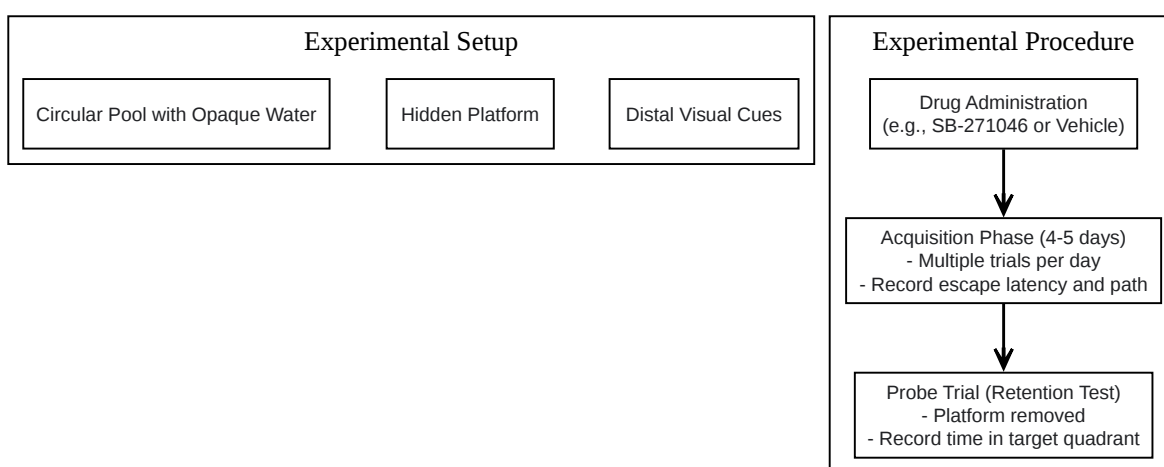 Experimental Setup
Circular Pool with Opaque Water
Hidden Platform
Distal Visual Cues
Experimental Procedure
Drug Administration
(e.g., SB-271046 or Vehicle)
Acquisition Phase (4-5 days)
- Multiple trials per day
- Record escape latency and path
Probe Trial (Retention Test)
- Platform removed
- Record time in target quadrant